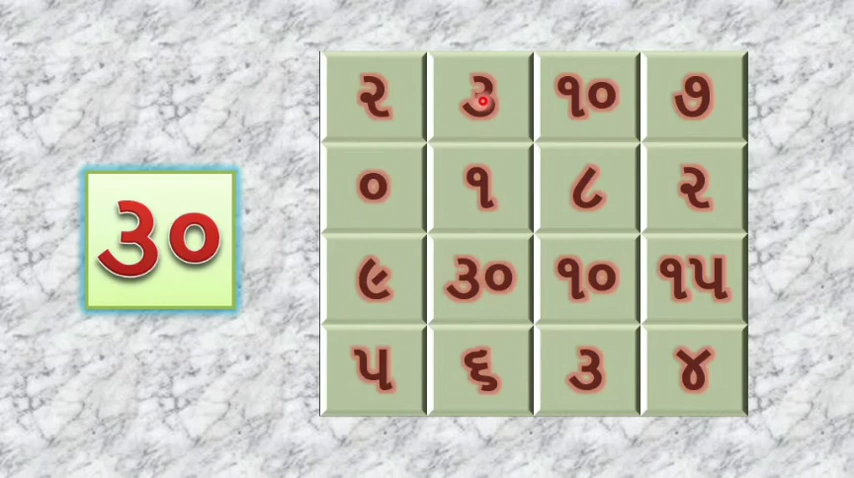 ૩૦
૨ ૩ ૧૦ ૭
૦ ૧ ૮ ૨
૯ ૩૦ ૧૦ ૧૫
૫ ૬ ૩ ૪